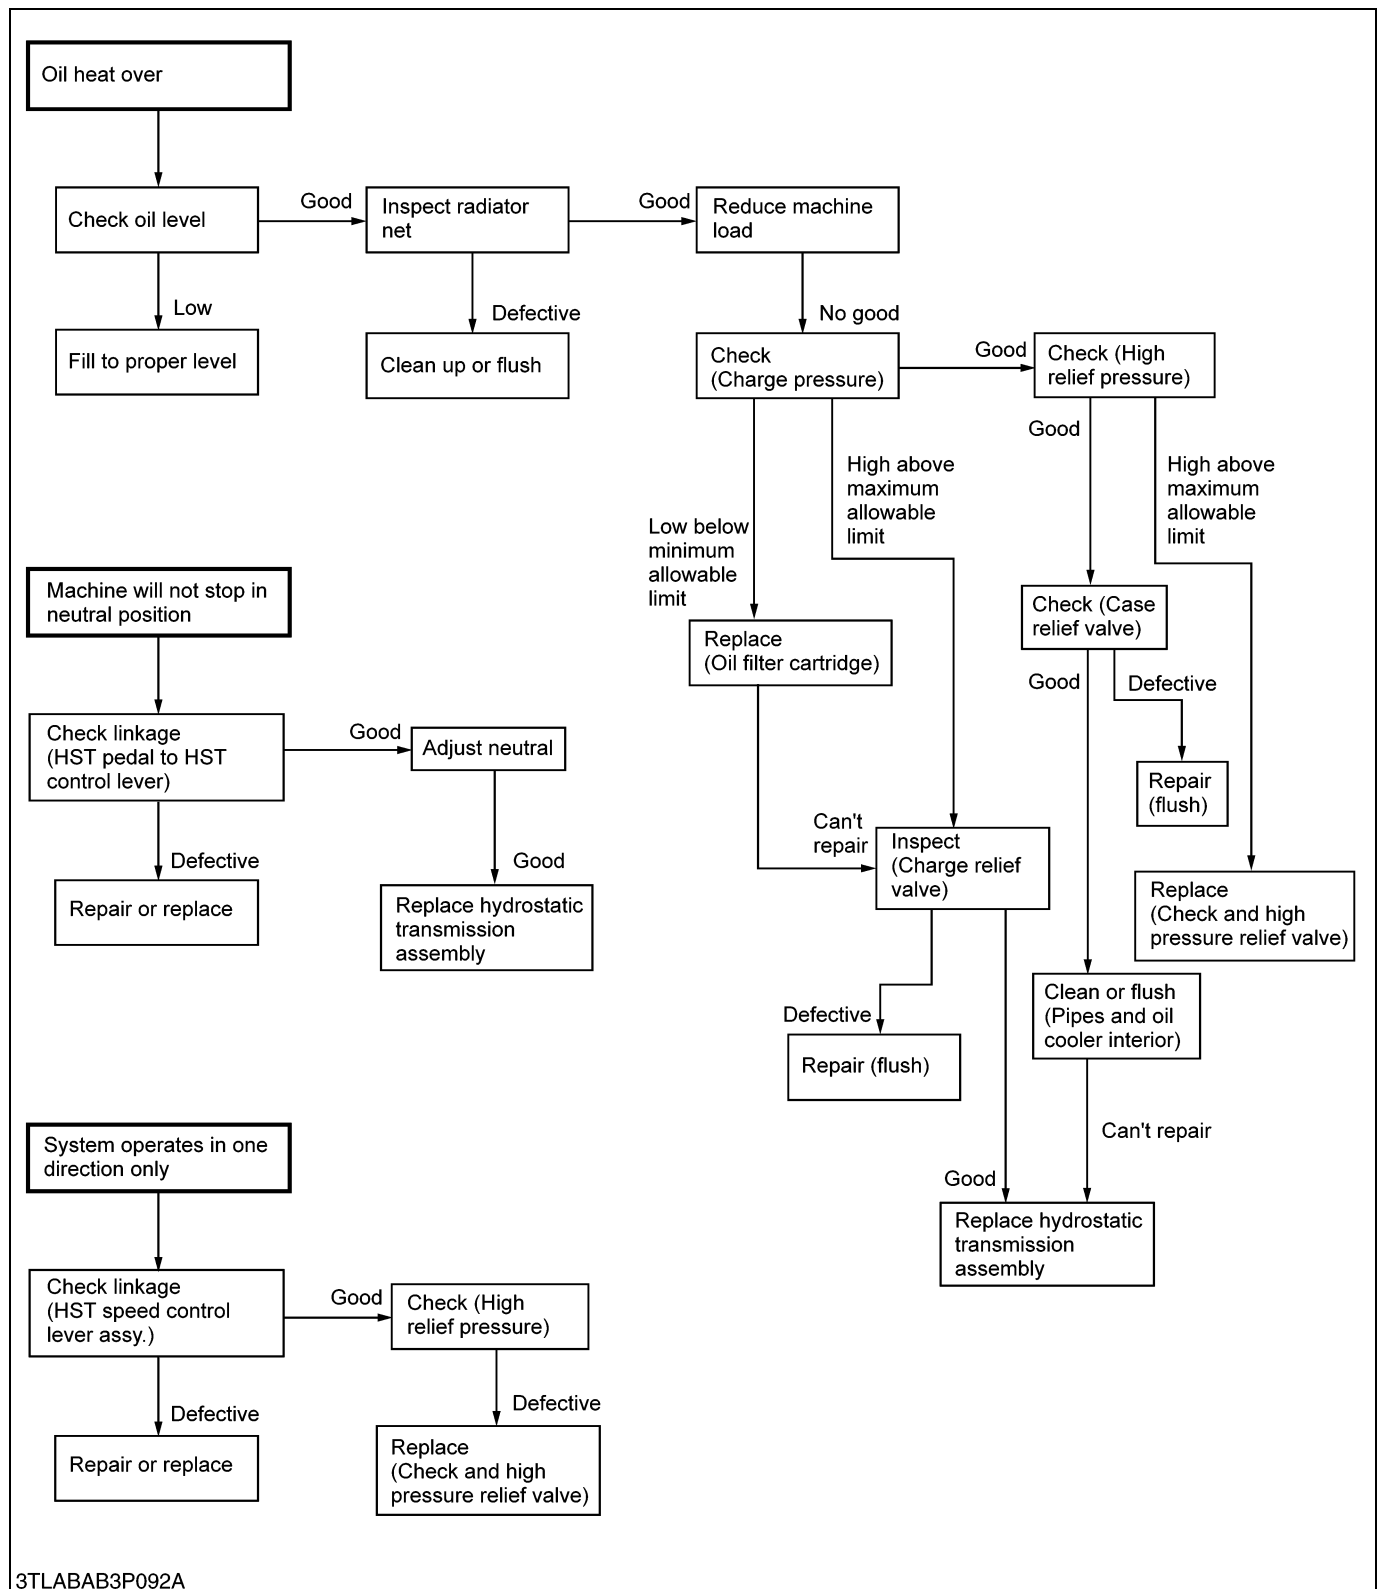 Oil heat over
Check oil level
Good
Inspect radiator
net
Good
Reduce machine
load
Low
Fill to proper level
Defective
Clean up or flush
No good
Check
(Charge pressure)
Good
Check (High
relief pressure)
Low below
minimum
allowable
limit
High above
maximum
allowable
limit
Good
High above
maximum
allowable
limit
Replace
(Oil filter cartridge)
Check (Case
relief valve)
Good
Defective
Repair
(flush)
Can't
repair
Inspect
(Charge relief
valve)
Replace
(Check and high
pressure relief valve)
Defective
Repair (flush)
Clean or flush
(Pipes and oil
cooler interior)
Can't repair
Good
Replace hydrostatic
transmission
assembly
Machine will not stop in
neutral position
Check linkage
(HST pedal to HST
control lever)
Good
Adjust neutral
Defective
Repair or replace
Good
Replace hydrostatic
transmission
assembly
System operates in one
direction only
Check linkage
(HST speed control
lever assy.)
Good
Check (High
relief pressure)
Defective
Repair or replace
Defective
Replace
(Check and high
pressure relief valve)
3TLABAB3P092A